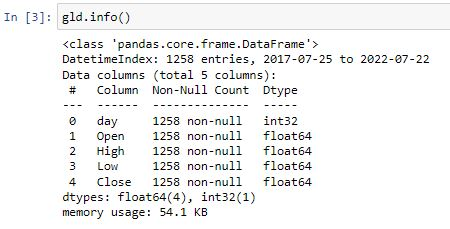 In [3]: gld.info()
<class 'pandas.core.frame.DataFrame'>
DatetimeIndex: 1258 entries, 2017-07-25 to 2022-07-22
Data columns (total 5 columns):
 #   Column  Non-Null Count  Dtype
---  ------  --------------  -----
 0   day     1258 non-null   int32
 1   Open    1258 non-null   float64
 2   High    1258 non-null   float64
 3   Low     1258 non-null   float64
 4   Close   1258 non-null   float64
dtypes: float64(4), int32(1)
memory usage: 54.1 KB